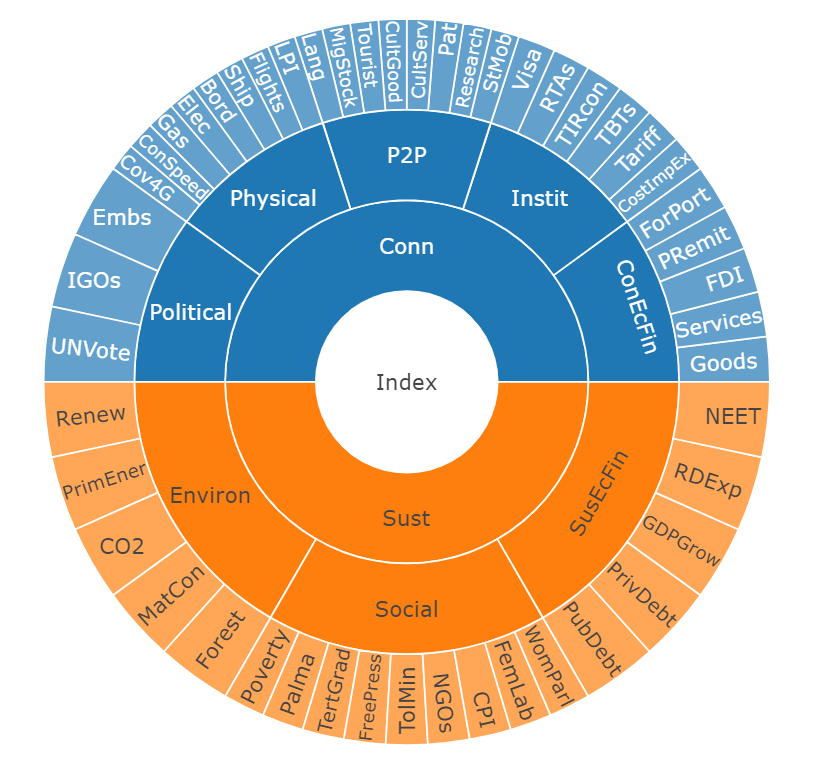 Index
Conn
Sust
Political
Physical
P2P
Instit
ConEcFin
SusEcFin
Social
Environ
UNVote
IGOs
Embs
Cov4G
ConSpeed
Gas
Elec
Bord
Ship
Flights
LPI
Lang
MigStock
Tourist
CultGood
CultServ
Pat
Research
StMob
Visa
RTAs
TIRcon
TBTs
Tariff
CostImpEx
ForPort
PRemit
FDI
Services
Goods
NEET
RDExp
GDPGrow
PrivDebt
PubDebt
WomParl
FemLab
CPI
NGOs
TolMin
FreePress
TertGrad
Palma
Poverty
Forest
MatCon
CO2
PrimEner
Renew